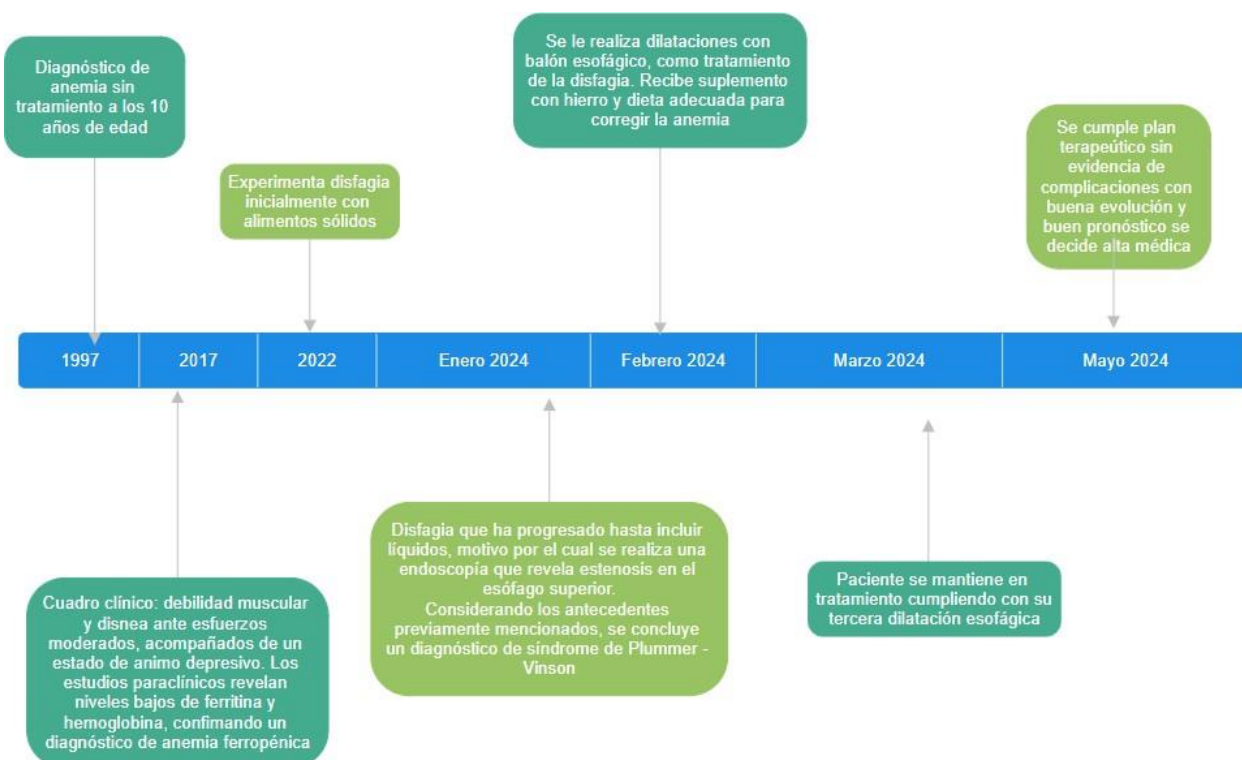 Diagnóstico de
anemia sin
tratamiento a los 10
años de edad
Experimenta disfagia
inicialmente con
alimentos sólidos
Se le realiza dilataciones con
balón esofágico, como tratamiento
de la disfagia. Recibe suplemento
con hierro y dieta adecuada para
corregir la anemia
Se cumple plan
terapeútico sin
evidencia de
complicaciones con
buena evolución y
buen pronóstico se
decide alta médica
1997
2017
2022
Enero 2024
Febrero 2024
Marzo 2024
Mayo 2024
Cuadro clínico: debilidad muscular
y disnea ante esfuerzos
moderados, acompañados de un
estado de animo depresivo. Los
estudios paraclínicos revelan
niveles bajos de ferritina y
hemoglobina, confimando un
diagnóstico de anemia ferropénica
Disfagia que ha progresado hasta incluir
líquidos, motivo por el cual se realiza una
endoscopía que revela estenosis en el
esófago superior.
Considerando los antecedentes
previamente mencionados, se concluye
un diagnóstico de síndrome de Plummer -
Vinson
Paciente se mantiene en
tratamiento cumpliendo con su
tercera dilatación esofágica